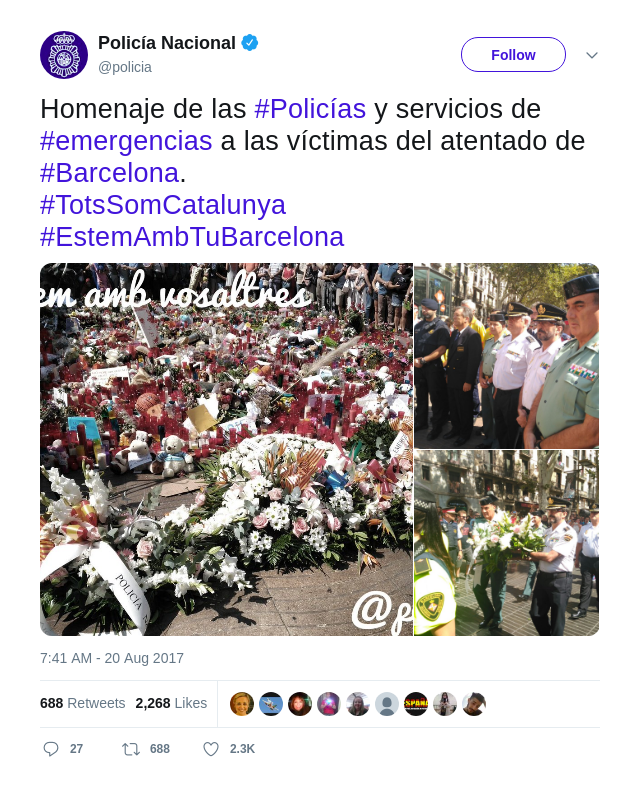 Policía Nacional
@policia
Follow
Homenaje de las #Policías y servicios de
#emergencias a las víctimas del atentado de
#Barcelona.
#TotsSomCatalunya
#EstemAmbTuBarcelona
em amb vosaltres
POLICÍA
@p
7:41 AM - 20 Aug 2017
688 Retweets 2,268 Likes
27 688 2.3K